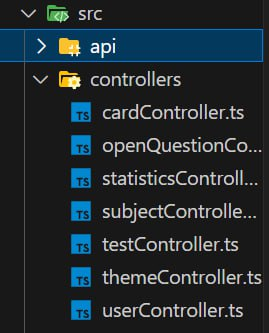 src
api
controllers
TS cardController.ts
TS openQuestionCo...
TS statisticsControll...
TS subjectControlle...
TS testController.ts
TS themeController.ts
TS userController.ts